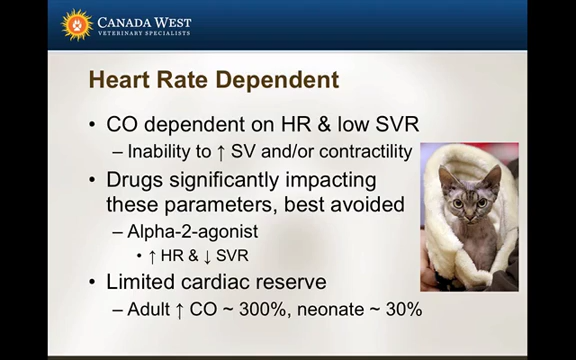 CANADA WEST
VETERINARY SPECIALISTS
Heart Rate Dependent
• CO dependent on HR & low SVR
– Inability to ↑ SV and/or contractility
• Drugs significantly impacting
these parameters, best avoided
– Alpha-2-agonist
• ↑ HR & ↓ SVR
• Limited cardiac reserve
– Adult ↑ CO ~ 300%, neonate ~ 30%